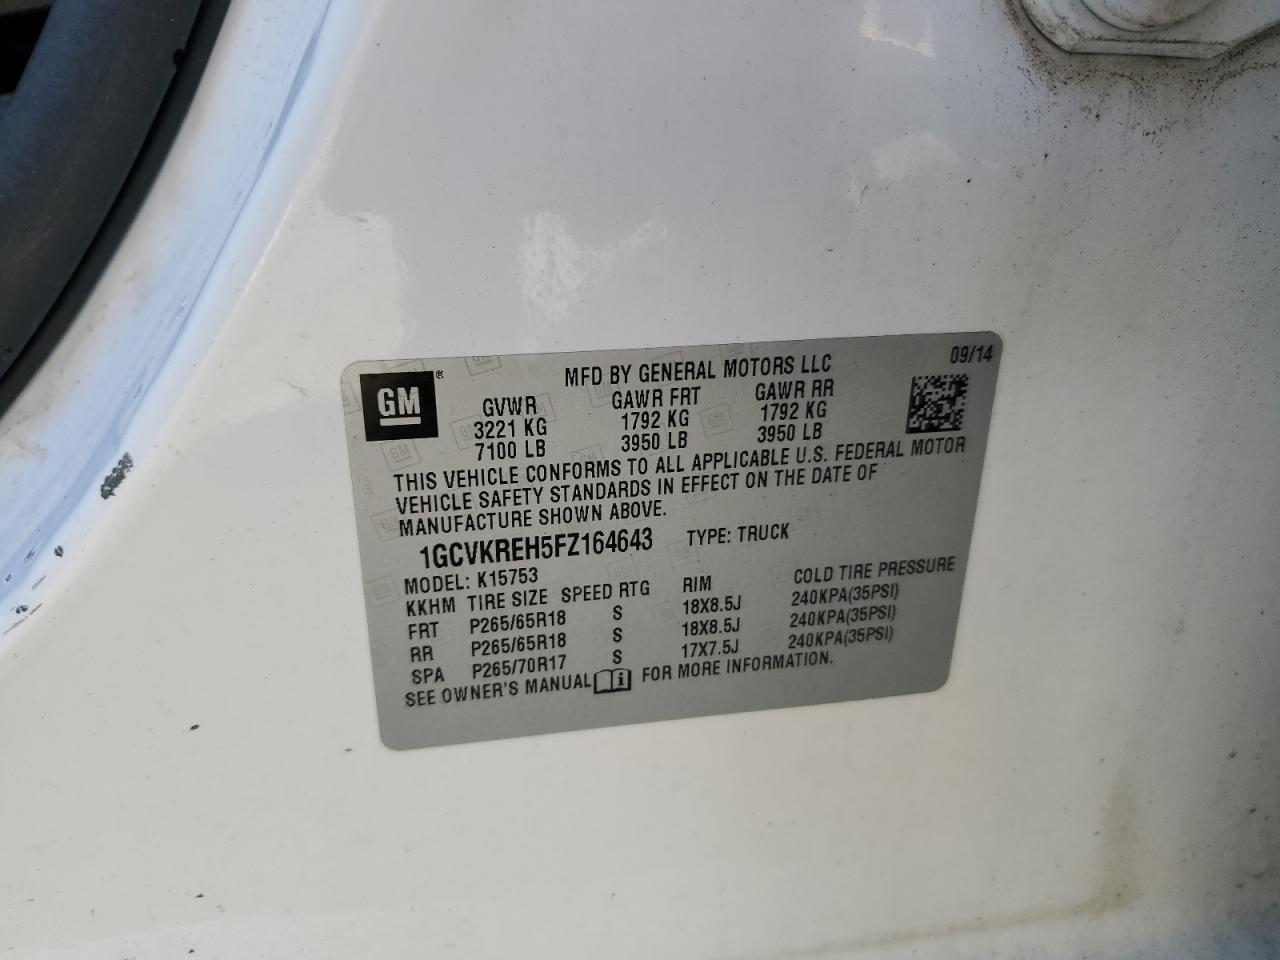 09/14
GM ®
MFD BY GENERAL MOTORS LLC
GVWR GAWR FRT GAWR RR
3221 KG 1792 KG 1792 KG
7100 LB 3950 LB 3950 LB
THIS VEHICLE CONFORMS TO ALL APPLICABLE U.S. FEDERAL MOTOR
VEHICLE SAFETY STANDARDS IN EFFECT ON THE DATE OF
MANUFACTURE SHOWN ABOVE.
1GCVKREH5FZ164643 TYPE: TRUCK
MODEL: K15753
KKHM TIRE SIZE SPEED RTG RIM COLD TIRE PRESSURE
FRT P265/65R18 S 18X8.5J 240KPA(35PSI)
RR P265/65R18 S 18X8.5J 240KPA(35PSI)
SPA P265/70R17 S 17X7.5J 240KPA(35PSI)
SEE OWNER'S MANUAL i FOR MORE INFORMATION.